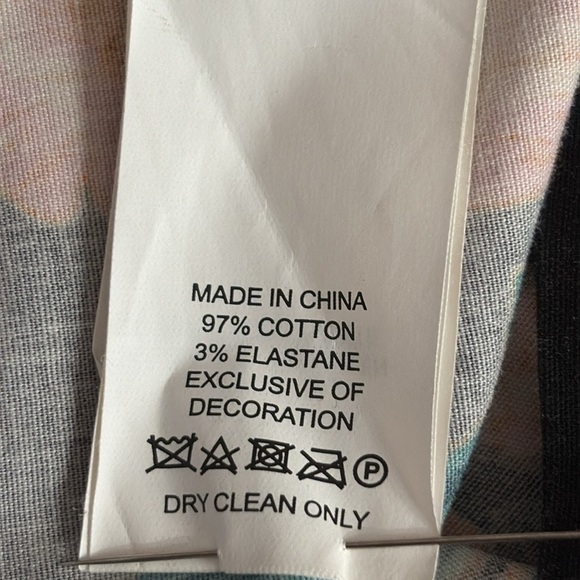 MADE IN CHINA
97% COTTON
3% ELASTANE
EXCLUSIVE OF
DECORATION
P
DRY CLEAN ONLY